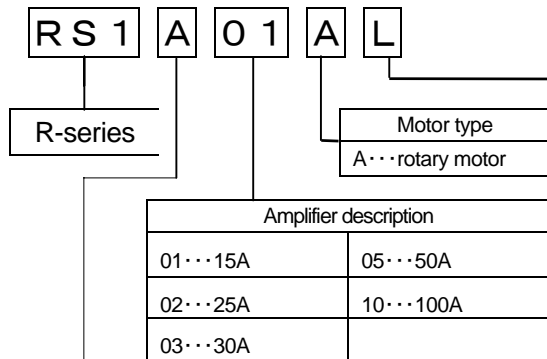 RS1 A 01 A L
R-series
Motor type
A･･･rotary motor
Amplifier description
01･･･15A 05･･･50A
02･･･25A 10･･･100A
03･･･30A